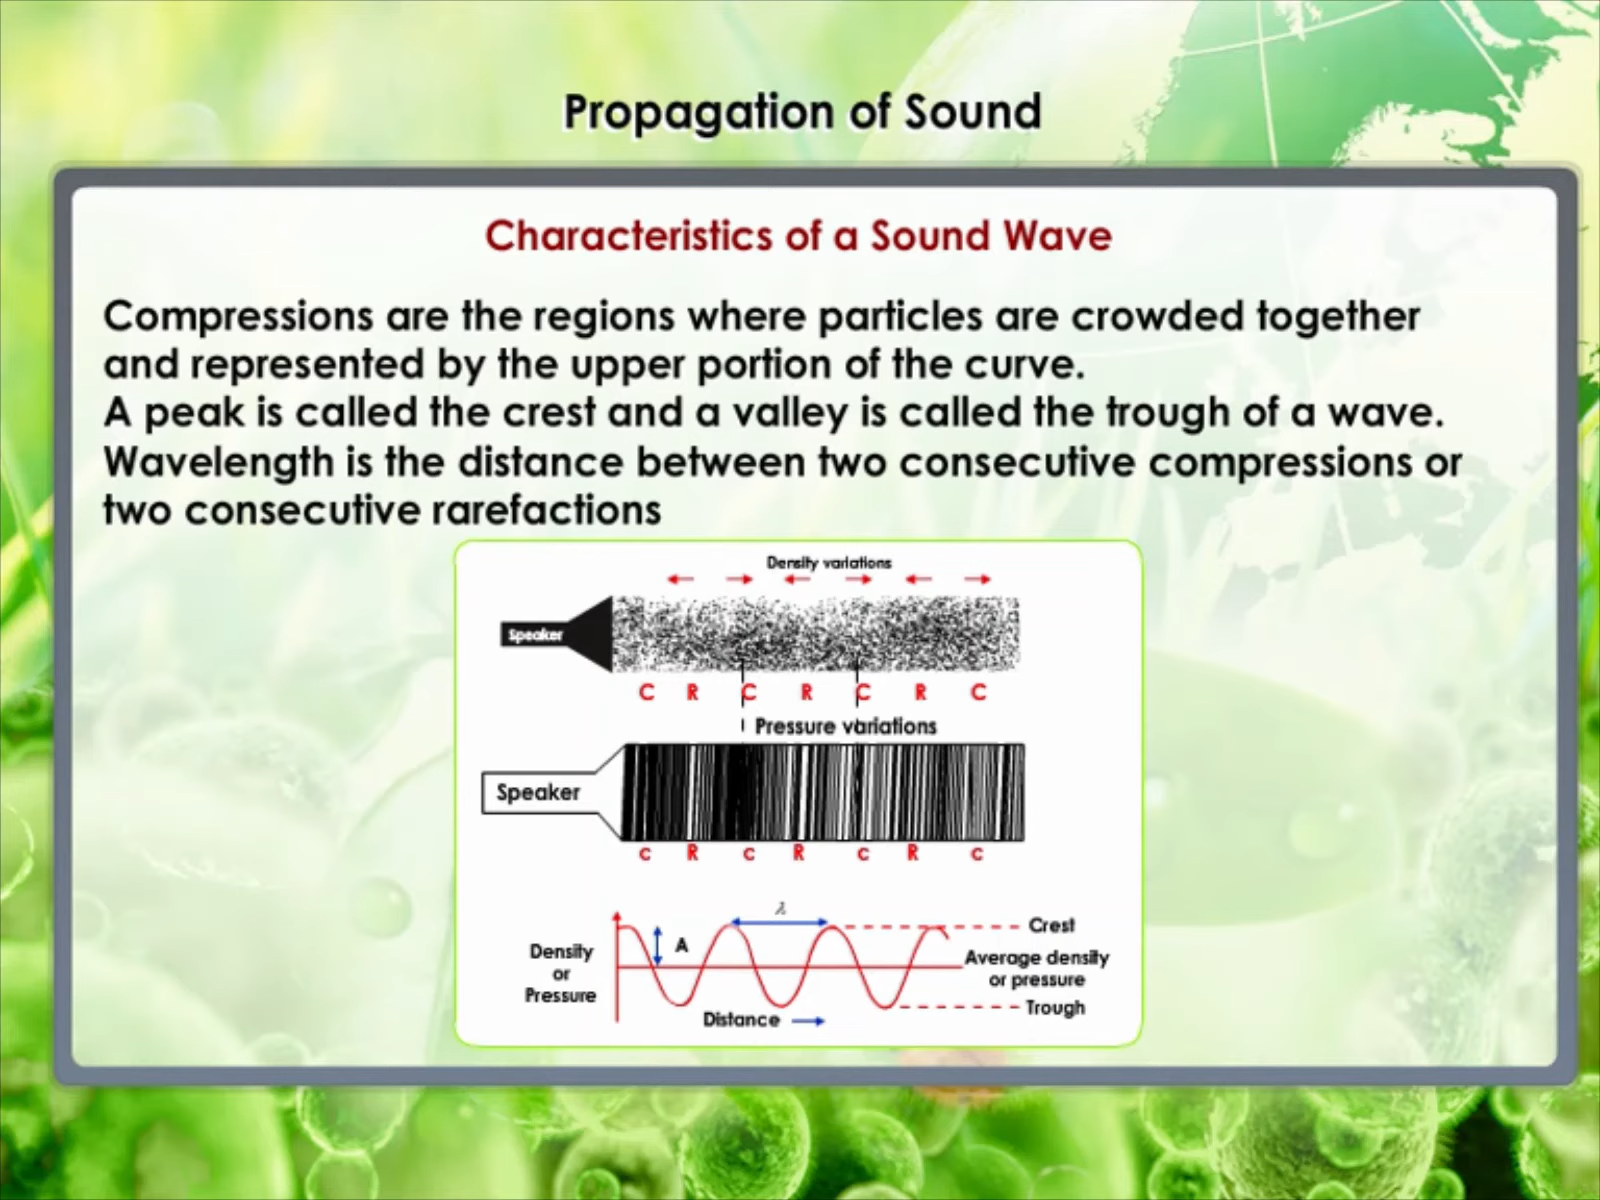 Propagation of Sound
Characteristics of a Sound Wave
Compressions are the regions where particles are crowded together
and represented by the upper portion of the curve.
A peak is called the crest and a valley is called the trough of a wave.
Wavelength is the distance between two consecutive compressions or
two consecutive rarefactions
Density variations
Speaker
C R C R C R C
Pressure variations
Speaker
c R c R c R c
λ
Crest
A
Density
or
Pressure
Average density
or pressure
Trough
Distance